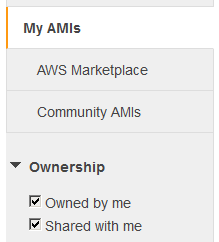 My AMIs
AWS Marketplace
Community AMIs
Ownership
Owned by me
Shared with me